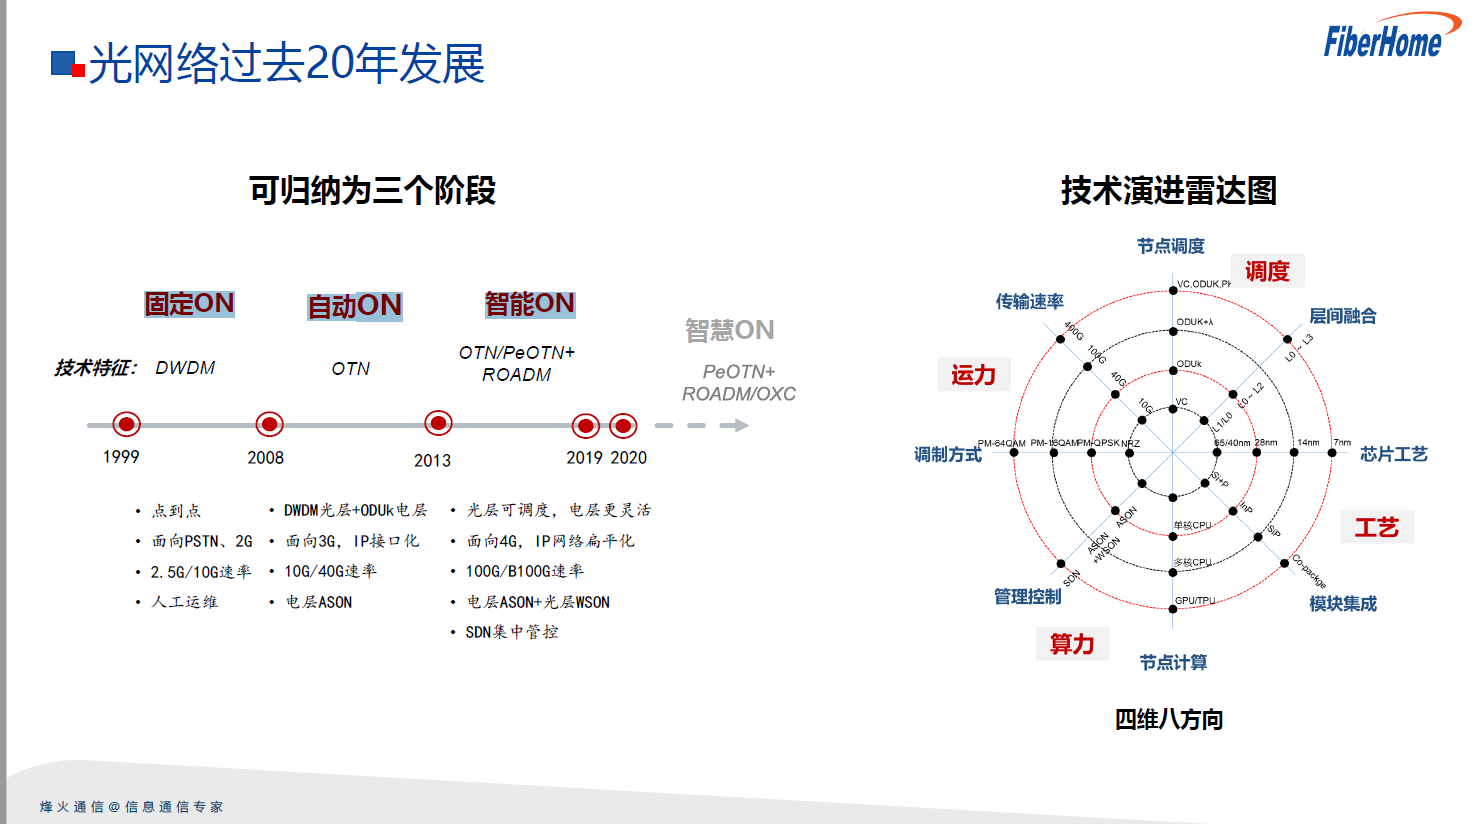 光网络过去20年发展
FiberHome
可归纳为三个阶段
固定ON
自动ON
智能ON
智慧ON
技术特征：
DWDM
OTN
OTN/PeOTN+
ROADM
PeOTN+
ROADM/OXC
1999
2008
2013
2019
2020
• 点到点
• 面向PSTN、2G
• 2.5G/10G速率
• 人工运维
• DWDM光层+ODUk电层
• 面向3G，IP接口化
• 10G/40G速率
• 电层ASON
• 光层可调度，电层更灵活
• 面向4G，IP网络扁平化
• 100G/B100G速率
• 电层ASON+光层WSON
• SDN集中管控
技术演进雷达图
节点调度
调度
VC,ODUK,P
ODUK+λ
ODUk
VC
传输速率
400G
100G
40G
10G
层间融合
L0 ~ L3
L0 ~ L2
L1/L0
运力
调制方式
PM-64QAM
PM-16QAM
PM-QPSK
NRZ
65/40nm
28nm
14nm
7nm
芯片工艺
工艺
Si+P
InP
SiP
Co-packge
模块集成
ASON
ASON
+WSON
SDN
管理控制
单核CPU
多核CPU
GPU/TPU
算力
节点计算
四维八方向
烽火通信@信息通信专家